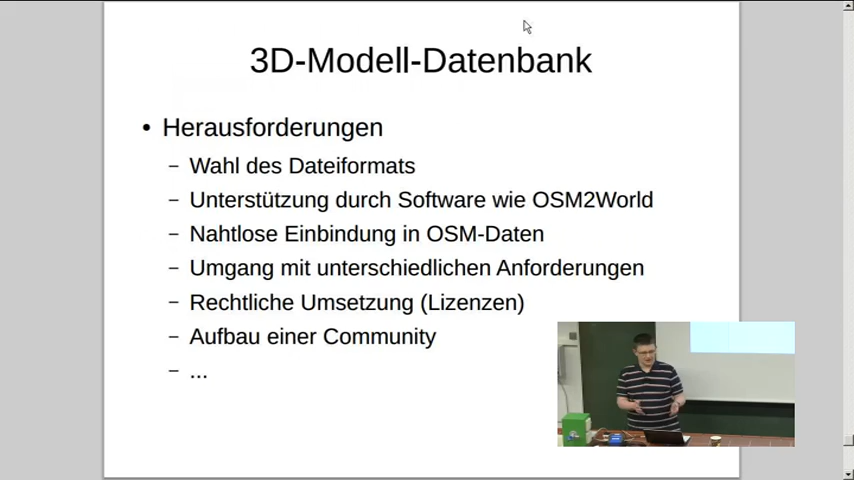 3D-Modell-Datenbank
• Herausforderungen
– Wahl des Dateiformats
– Unterstützung durch Software wie OSM2World
– Nahtlose Einbindung in OSM-Daten
– Umgang mit unterschiedlichen Anforderungen
– Rechtliche Umsetzung (Lizenzen)
– Aufbau einer Community
– ...